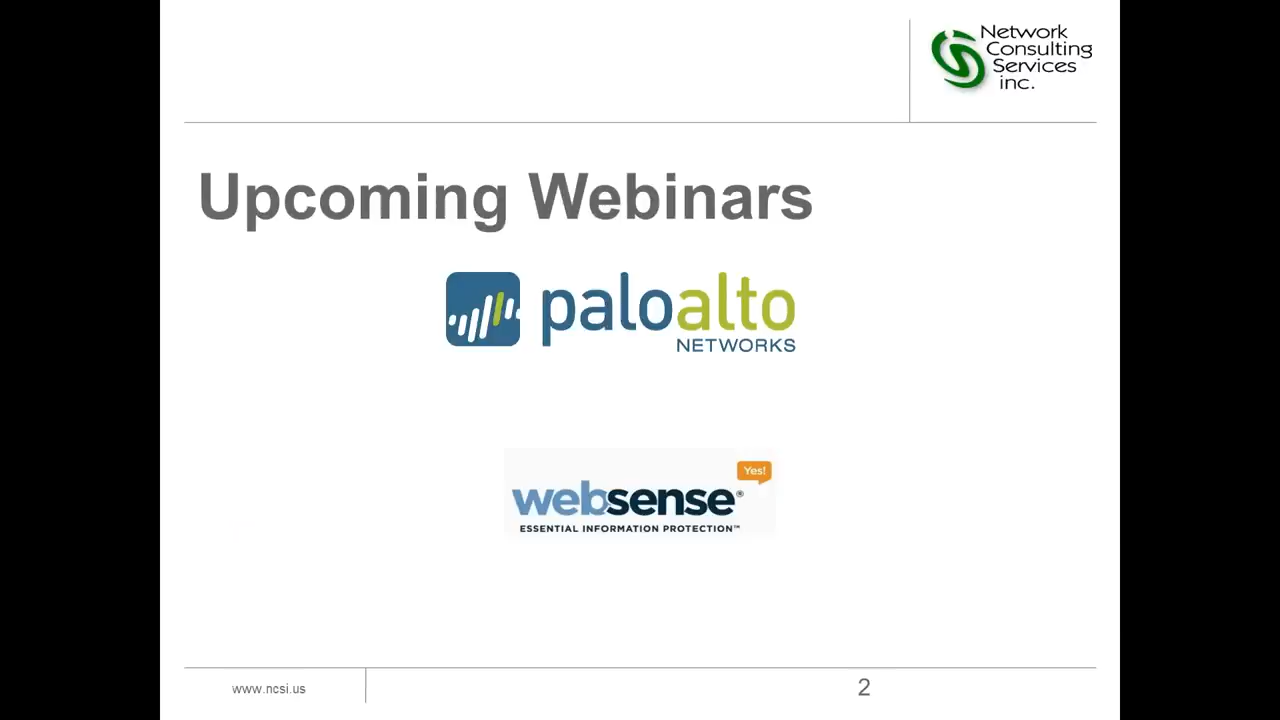 Network
Consulting
Services
inc.
Upcoming Webinars
paloalto
NETWORKS
Yes!
websense®
ESSENTIAL INFORMATION PROTECTION™
www.ncsi.us
2